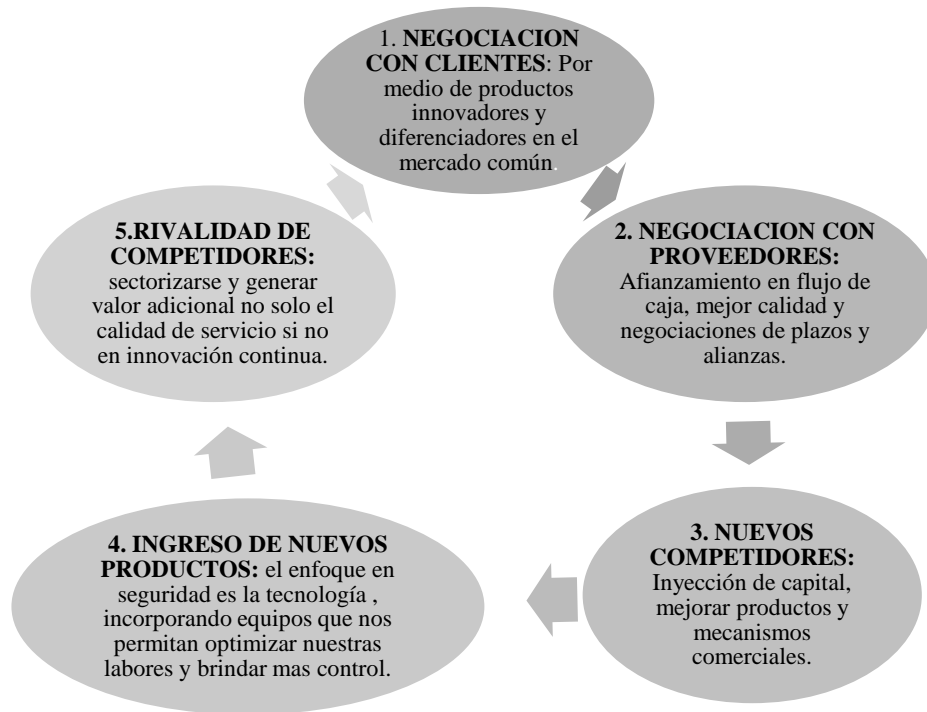 1. NEGOCIACION
CON CLIENTES: Por
medio de productos
innovadores y
diferenciadores en el
mercado común.
2. NEGOCIACION CON
PROVEEDORES:
Afianzamiento en flujo de
caja, mejor calidad y
negociaciones de plazos y
alianzas.
3. NUEVOS
COMPETIDORES:
Inyección de capital,
mejorar productos y
mecanismos
comerciales.
4. INGRESO DE NUEVOS
PRODUCTOS: el enfoque en
seguridad es la tecnología ,
incorporando equipos que nos
permitan optimizar nuestras
labores y brindar mas control.
5.RIVALIDAD DE
COMPETIDORES:
sectorizarse y generar
valor adicional no solo el
calidad de servicio si no
en innovación continua.